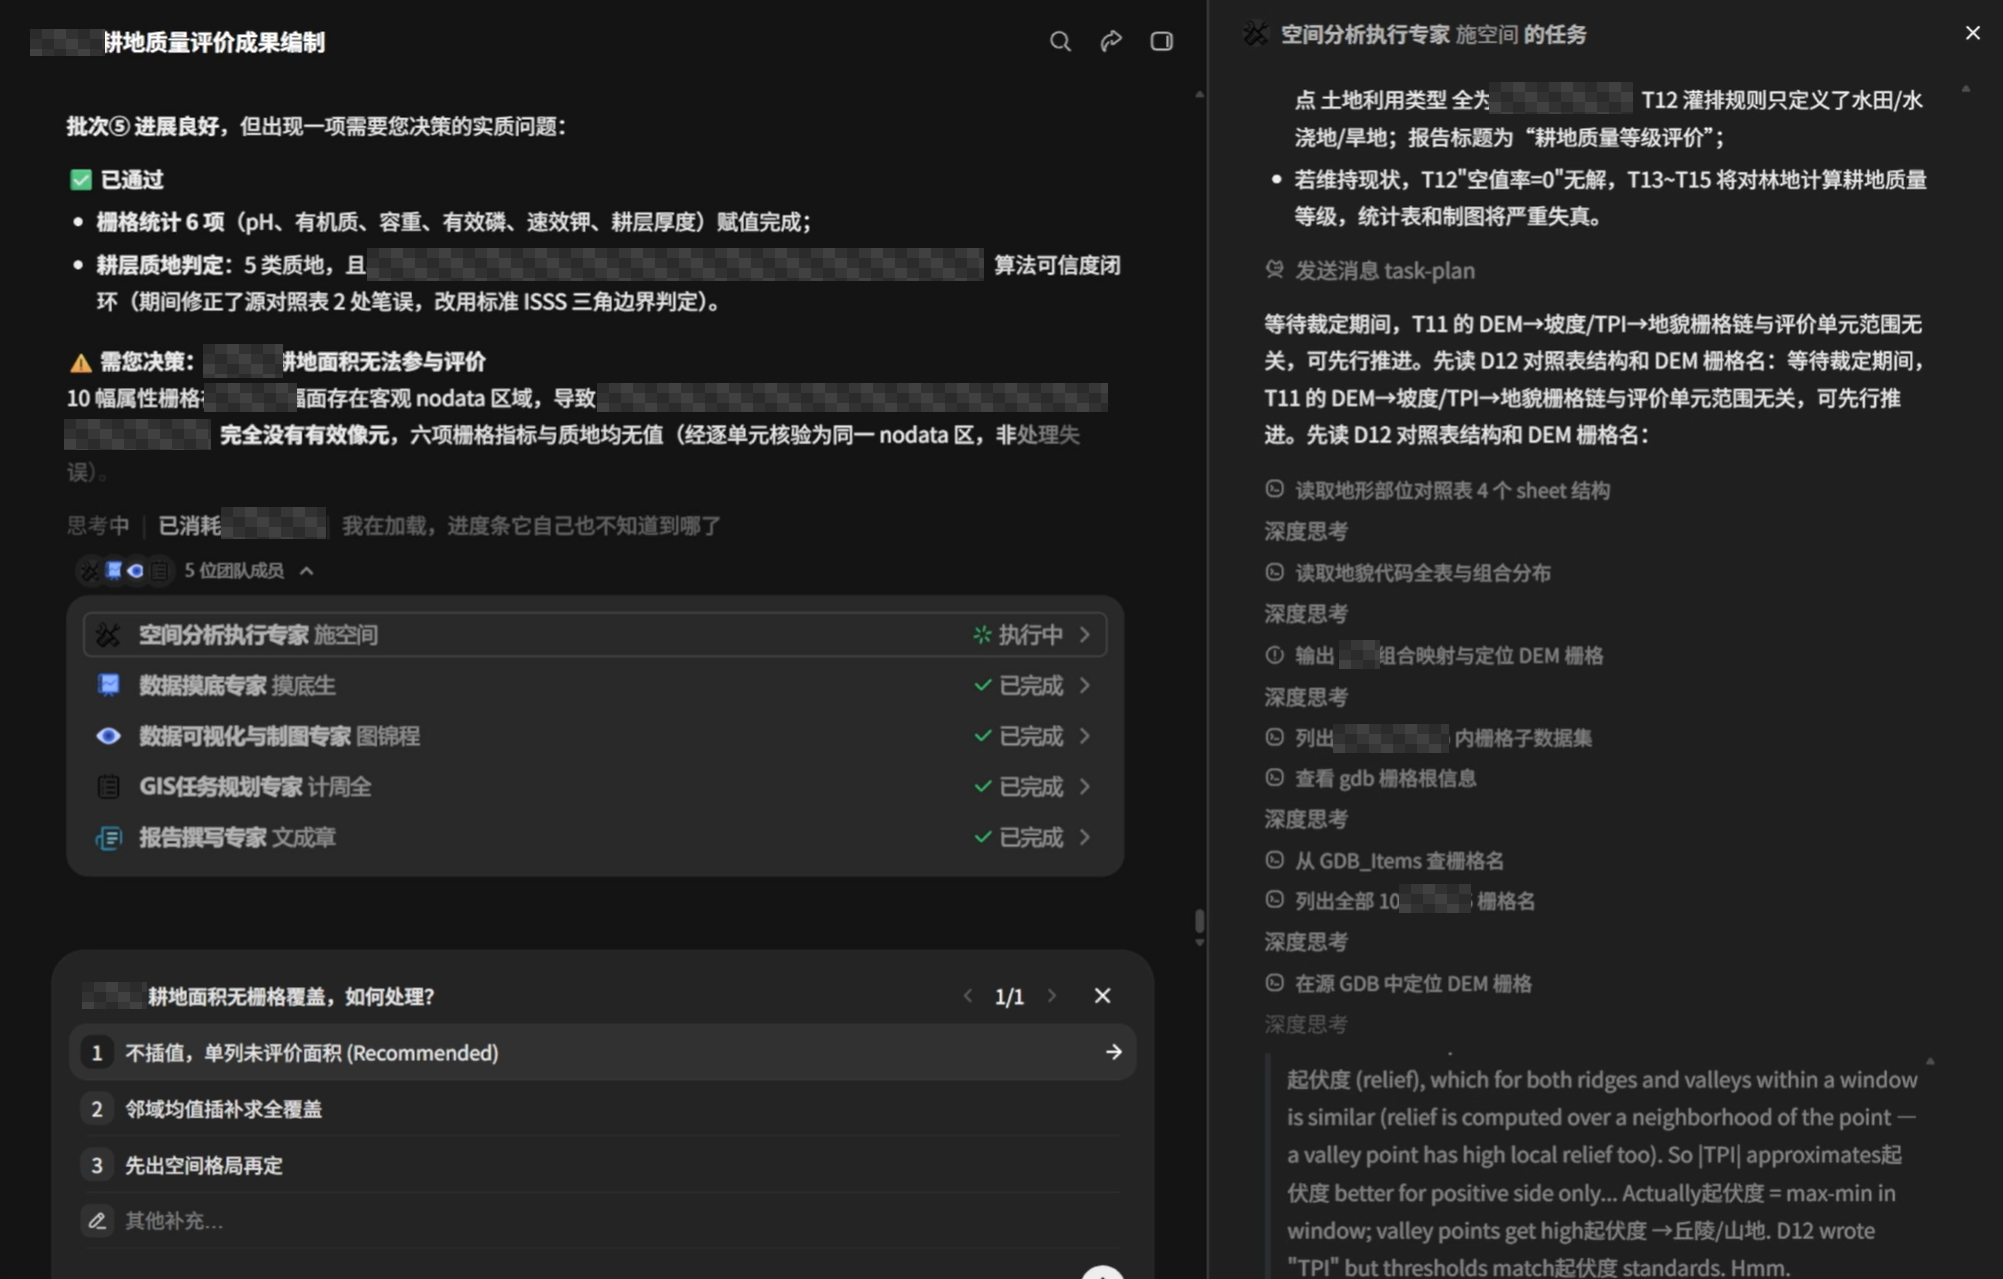 耕地质量评价成果编制
批次⑤ 进展良好，但出现一项需要您决策的实质问题：
✅ 已通过
• 栅格统计 6 项（pH、有机质、容重、有效磷、速效钾、耕层厚度）赋值完成；
• 耕层质地判定：5 类质地，且 算法可信度闭
环（期间修正了源对照表 2 处笔误，改用标准 ISSS 三角边界判定）。
⚠ 需您决策： 耕地面积无法参与评价
10 幅属性栅格 幅面存在客观 nodata 区域，导致
完全没有有效像元，六项栅格指标与质地均无值（经逐单元核验为同一 nodata 区，非处理失
误）。
思考中 | 已消耗 我在加载，进度条它自己也不知道到哪了
5 位团队成员
空间分析执行专家 施空间 执行中
数据摸底专家 摸底生 已完成
数据可视化与制图专家 图锦程 已完成
GIS任务规划专家 计周全 已完成
报告撰写专家 文成章 已完成
耕地面积无栅格覆盖，如何处理？ 1/1
1 不插值，单列未评价面积 (Recommended)
2 邻域均值插补求全覆盖
3 先出空间格局再定
其他补充...
空间分析执行专家 施空间 的任务
点 土地利用类型 全为 T12 灌排规则只定义了水田/水
浇地/旱地；报告标题为“耕地质量等级评价”；
• 若维持现状，T12"空值率=0"无解，T13~T15 将对林地计算耕地质量
等级，统计表和制图将严重失真。
发送消息 task-plan
等待裁定期间，T11 的 DEM→坡度/TPI→地貌栅格链与评价单元范围无
关，可先行推进。先读 D12 对照表结构和 DEM 栅格名：等待裁定期间，
T11 的 DEM→坡度/TPI→地貌栅格链与评价单元范围无关，可先行推
进。先读 D12 对照表结构和 DEM 栅格名：
读取地形部位对照表 4 个 sheet 结构
深度思考
读取地貌代码全表与组合分布
深度思考
输出 组合映射与定位 DEM 栅格
深度思考
列出 内栅格子数据集
查看 gdb 栅格根信息
深度思考
从 GDB_Items 查栅格名
列出全部 10 栅格名
深度思考
在源 GDB 中定位 DEM 栅格
深度思考
起伏度 (relief), which for both ridges and valleys within a window
is similar (relief is computed over a neighborhood of the point —
a valley point has high local relief too). So |TPI| approximates起
伏度 better for positive side only... Actually起伏度 = max-min in
window; valley points get high起伏度 →丘陵/山地. D12 wrote
"TPI" but thresholds match起伏度 standards. Hmm.